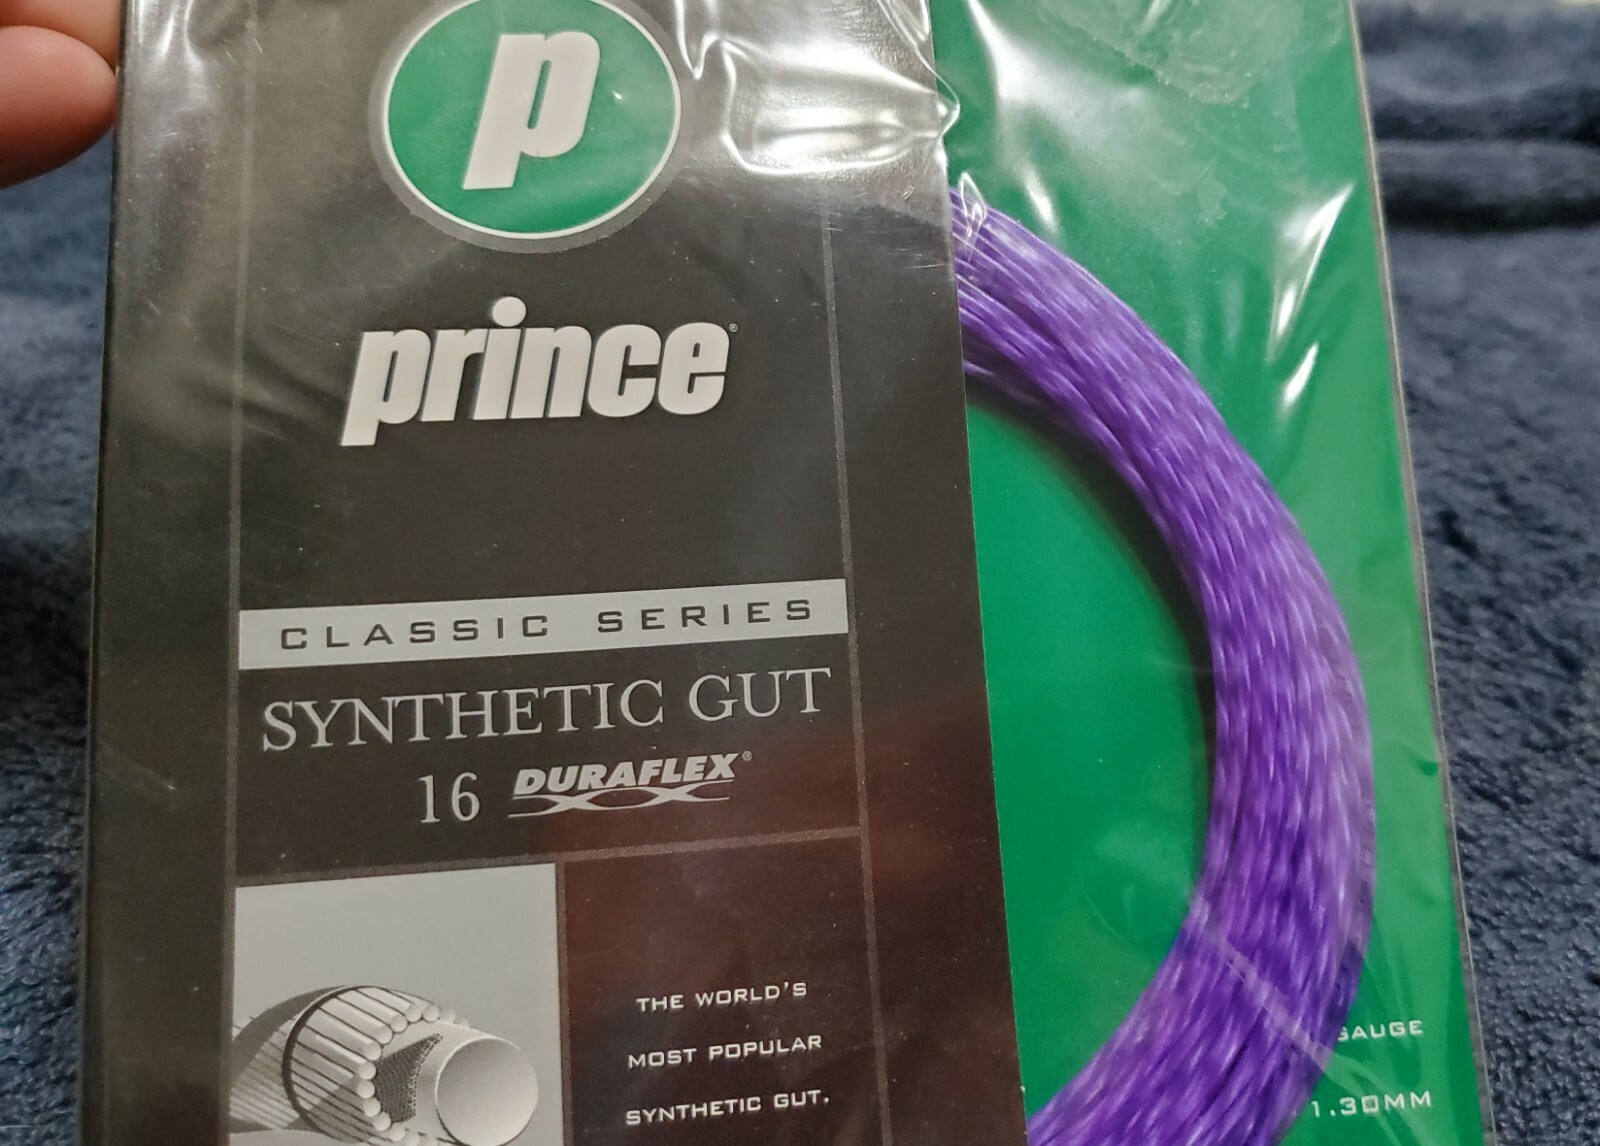 p
prince®
CLASSIC SERIES
SYNTHETIC GUT
16 DURAFLEX®
THE WORLD'S
MOST POPULAR
SYNTHETIC GUT.
GAUGE
1.30MM